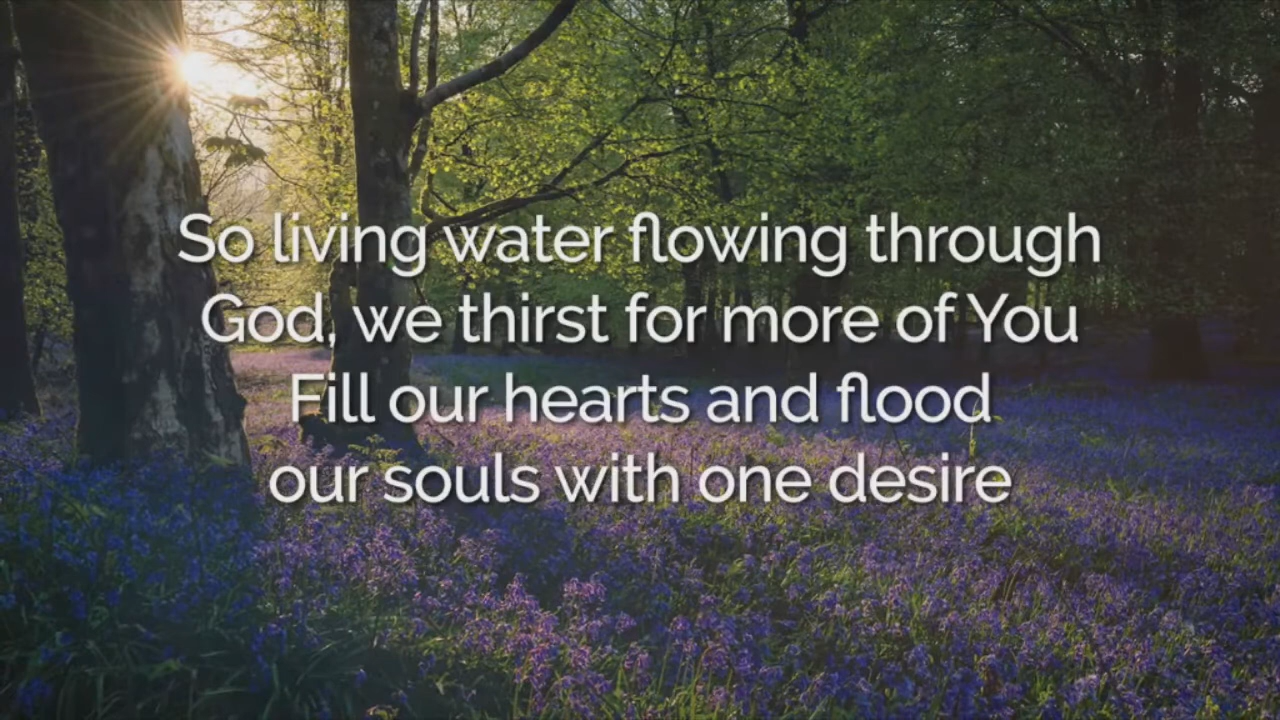 So living water flowing through
God, we thirst for more of You
Fill our hearts and flood
our souls with one desire